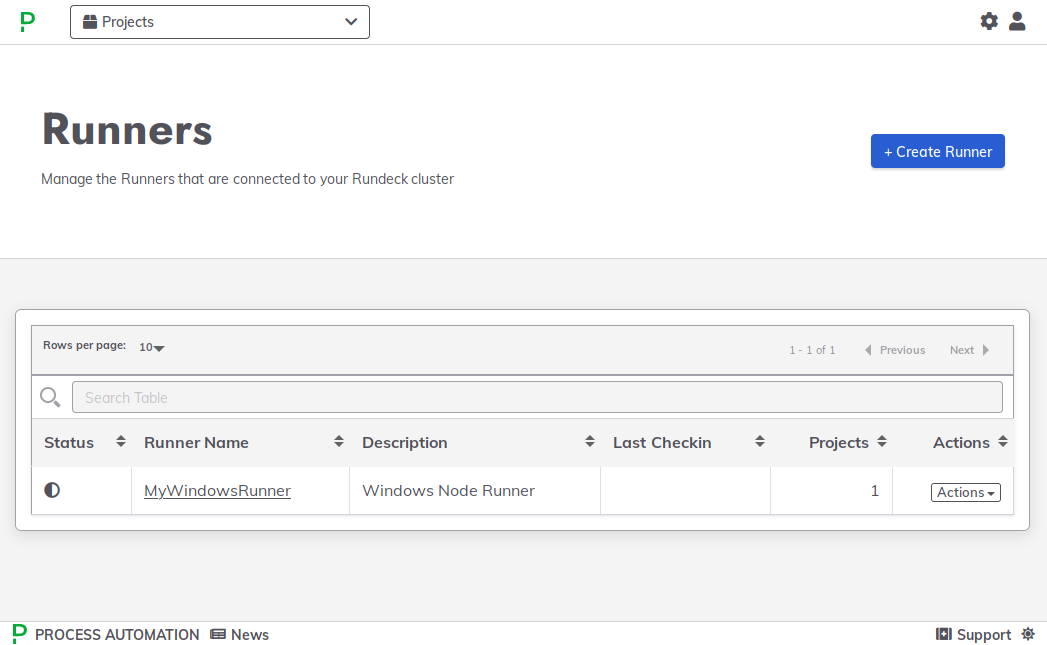 Projects
Runners
Manage the Runners that are connected to your Rundeck cluster
+ Create Runner
Rows per page: 10
1 - 1 of 1 Previous Next
Search Table
Status Runner Name Description Last Checkin Projects Actions
MyWindowsRunner Windows Node Runner 1 Actions
PROCESS AUTOMATION News Support